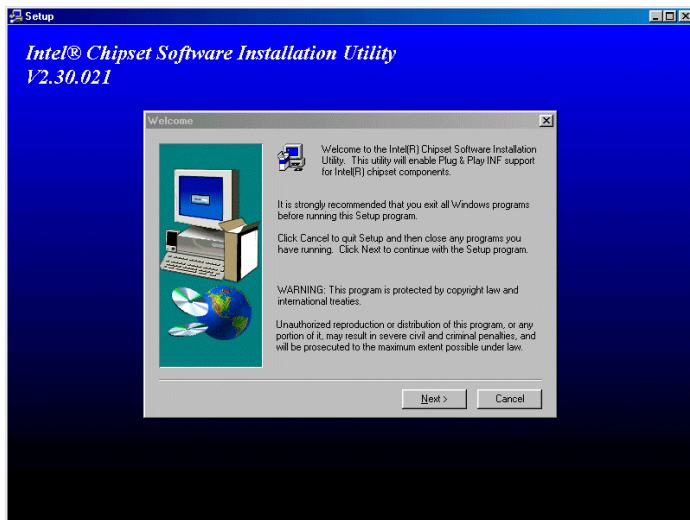 Setup
Intel® Chipset Software Installation Utility
V2.30.021
Welcome
Welcome to the Intel(R) Chipset Software Installation
Utility. This utility will enable Plug & Play INF support
for Intel(R) chipset components.
It is strongly recommended that you exit all Windows programs
before running this Setup program.
Click Cancel to quit Setup and then close any programs you
have running. Click Next to continue with the Setup program.
WARNING: This program is protected by copyright law and
international treaties.
Unauthorized reproduction or distribution of this program, or any
portion of it, may result in severe civil and criminal penalties, and
will be prosecuted to the maximum extent possible under law.
Next >
Cancel